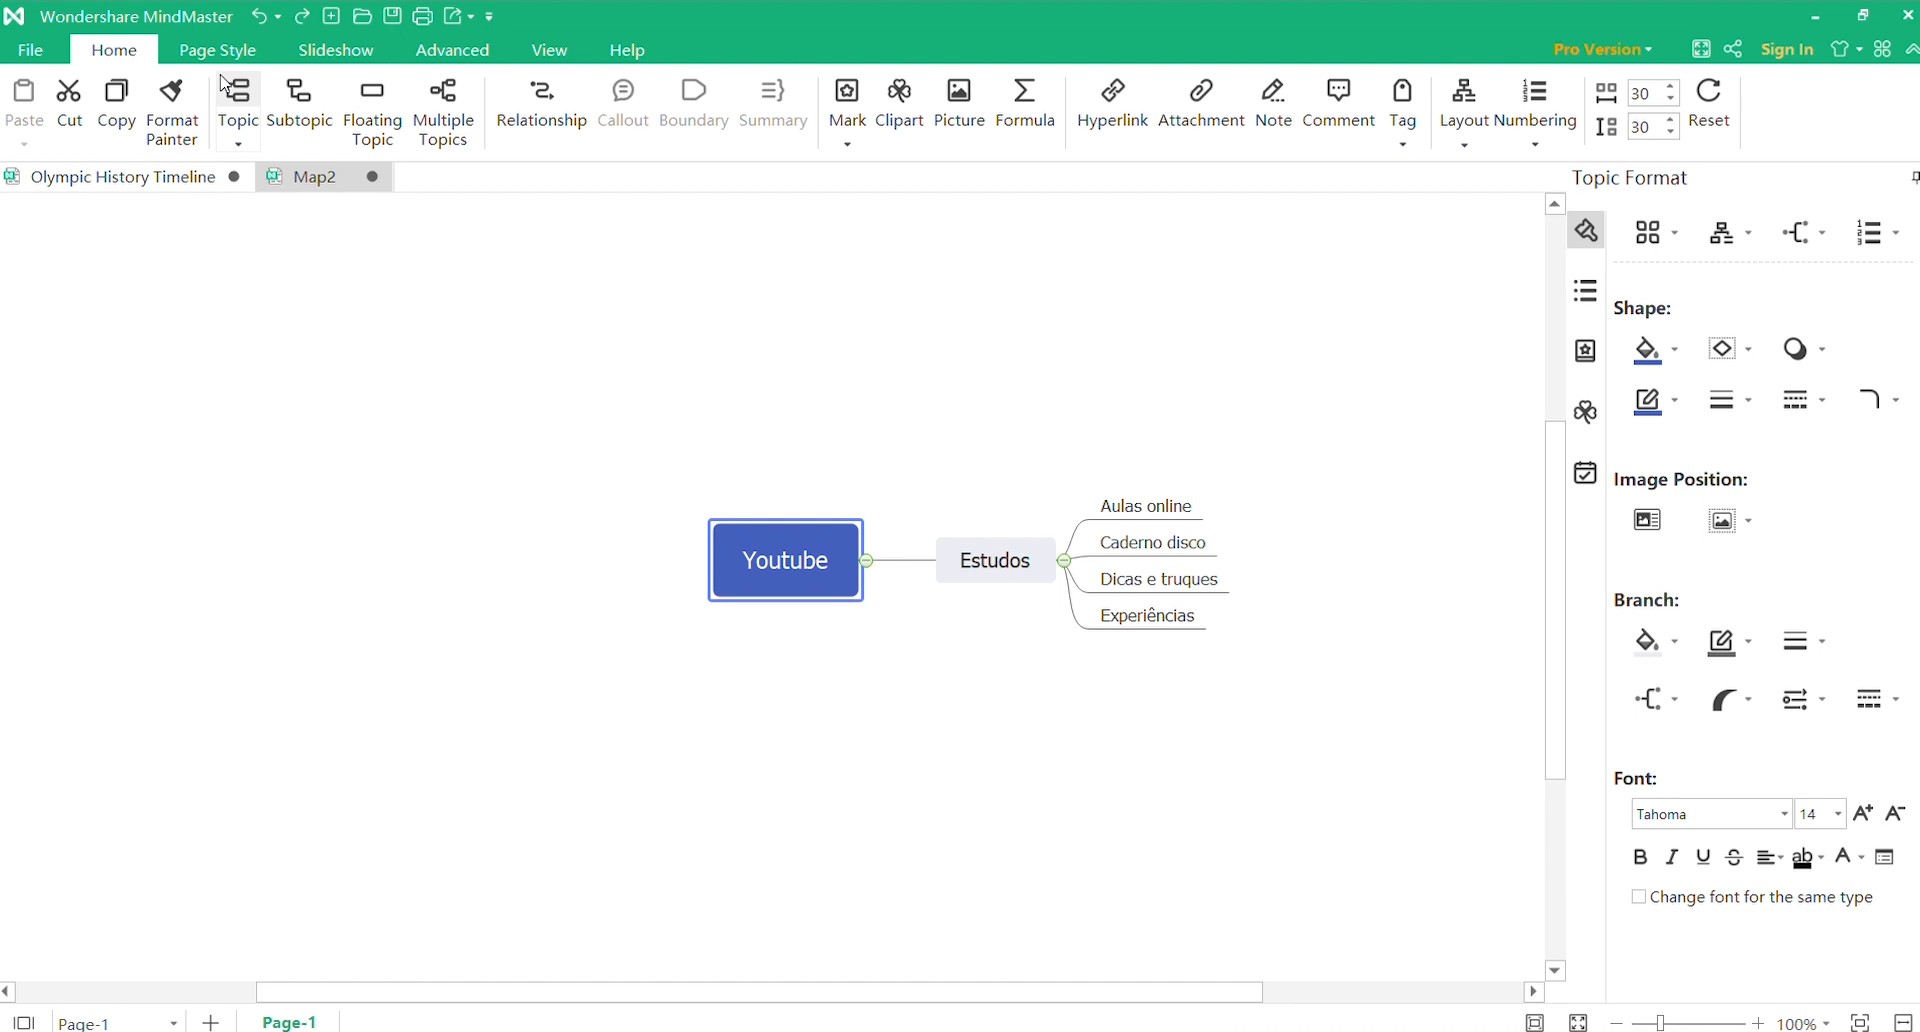 Wondershare MindMaster
File Home Page Style Slideshow Advanced View Help Pro Version Sign In
Paste Cut Copy Format Painter Topic Subtopic Floating Topic Multiple Topics Relationship Callout Boundary Summary Mark Clipart Picture Formula Hyperlink Attachment Note Comment Tag Layout Numbering 30 30 Reset
Olympic History Timeline Map2
Topic Format
Shape:
Image Position:
Aulas online
Caderno disco
Youtube Estudos
Dicas e truques
Experiências
Branch:
Font:
Tahoma 14 A+ A-
B I U S ab A
Change font for the same type
Page-1 Page-1 100%